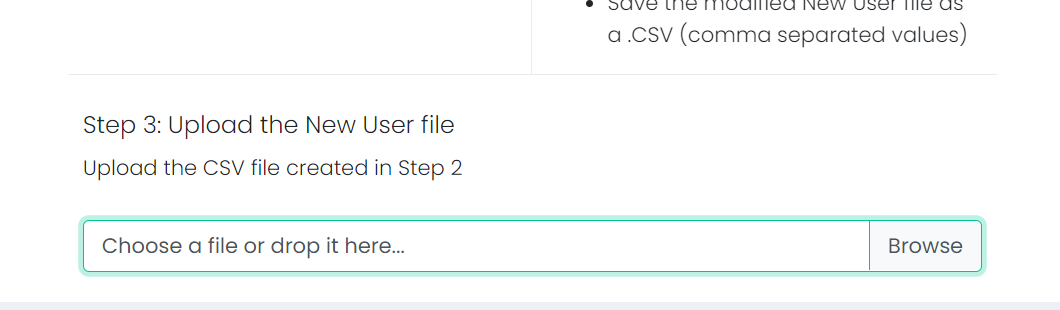 Save the modified New User file as
a .CSV (comma separated values)
Step 3: Upload the New User file
Upload the CSV file created in Step 2
Choose a file or drop it here...
Browse